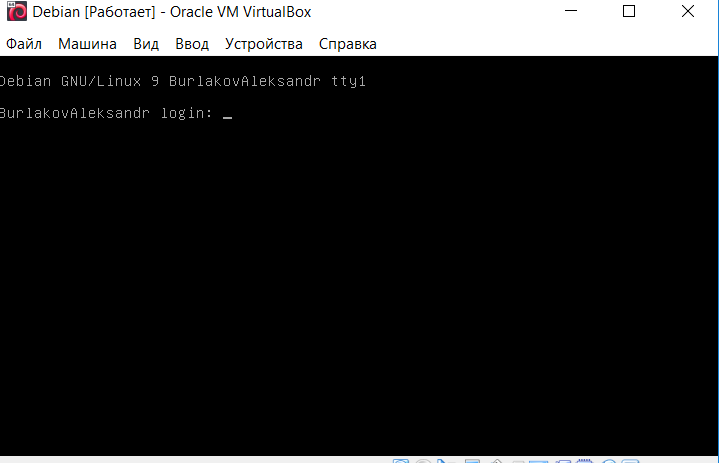 Debian [Работает] - Oracle VM VirtualBox
Файл Машина Вид Ввод Устройства Справка
Debian GNU/Linux 9 BurlakovAleksandr tty1
BurlakovAleksandr login: _